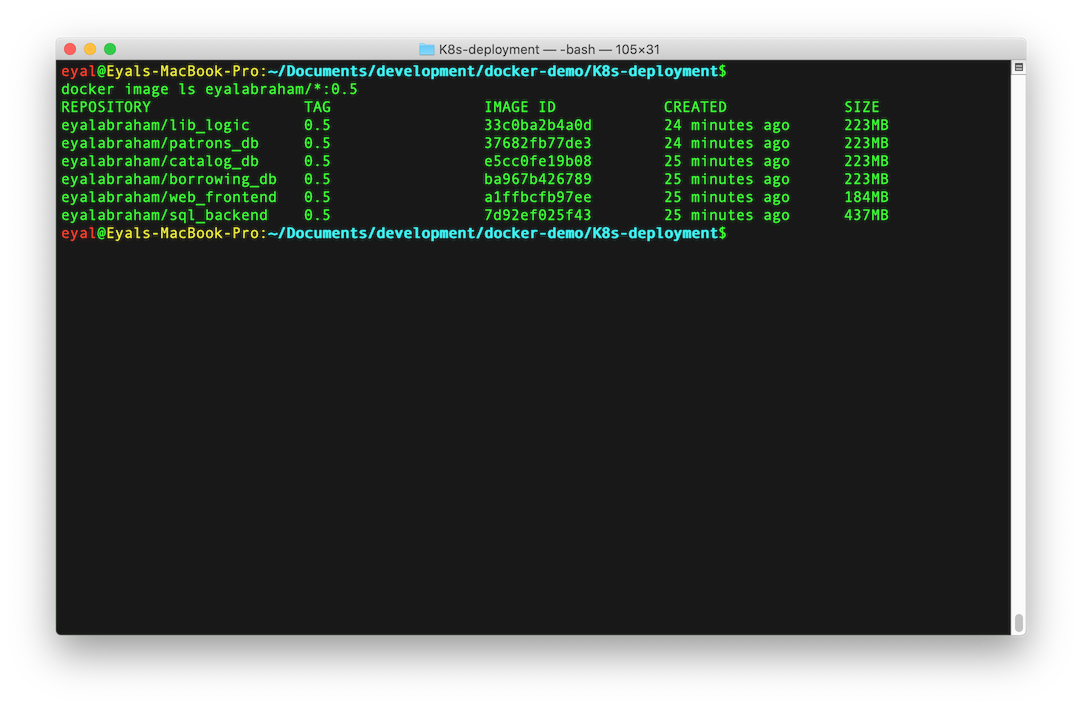 K8s-deployment — -bash — 105×31
eyal@Eyals-MacBook-Pro:~/Documents/development/docker-demo/K8s-deployment$
docker image ls eyalabraham/*:0.5
REPOSITORY TAG IMAGE ID CREATED SIZE
eyalabraham/lib_logic 0.5 33c0ba2b4a0d 24 minutes ago 223MB
eyalabraham/patrons_db 0.5 37682fb77de3 24 minutes ago 223MB
eyalabraham/catalog_db 0.5 e5cc0fe19b08 25 minutes ago 223MB
eyalabraham/borrowing_db 0.5 ba967b426789 25 minutes ago 223MB
eyalabraham/web_frontend 0.5 a1ffbcfb97ee 25 minutes ago 184MB
eyalabraham/sql_backend 0.5 7d92ef025f43 25 minutes ago 437MB
eyal@Eyals-MacBook-Pro:~/Documents/development/docker-demo/K8s-deployment$